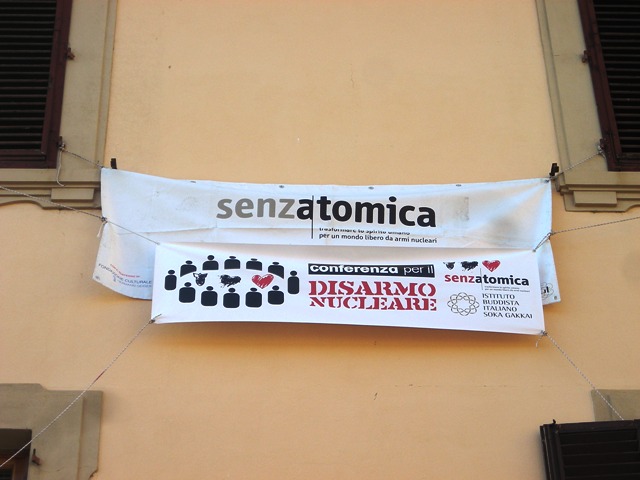 senzatomica
trasformare lo spirito umano
per un mondo libero da armi nucleari
conferenza per il
DISARMO
NUCLEARE
senzatomica
ISTITUTO
BUDDISTA
ITALIANO
SOKA GAKKAI